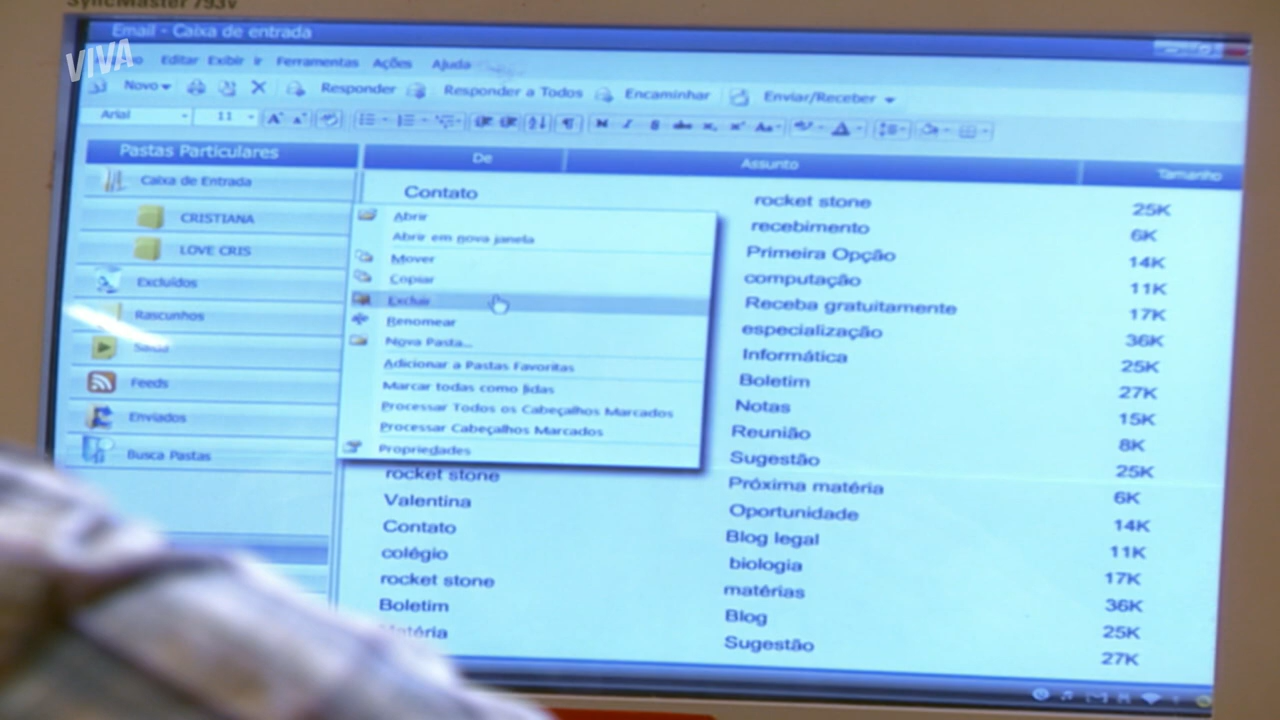 SyncMaster 793v
Email - Caixa de entrada
VIVA
Editar Exibir Ir Ferramentas Ações Ajuda
Novo Responder Responder a Todos Encaminhar Enviar/Receber
Arial 11
Pastas Particulares De Assunto Tamanho
Caixa de Entrada
CRISTIANA
LOVE CRIS
Excluídos
Rascunhos
Feeds
Enviados
Busca Pastas
Abrir
Abrir em nova janela
Mover
Copiar
Excluir
Renomear
Nova Pasta...
Adicionar a Pastas Favoritas
Marcar todas como lidas
Processar Todos os Cabeçalhos Marcados
Processar Cabeçalhos Marcados
Propriedades
Contato rocket stone 25K
recebimento 6K
Primeira Opção 14K
computação 11K
Receba gratuitamente 17K
especialização 36K
Informática 25K
Boletim 27K
Notas 15K
Reunião 8K
Sugestão 25K
rocket stone Próxima matéria 6K
Valentina Oportunidade 14K
Contato Blog legal 11K
colégio biologia 17K
rocket stone matérias 36K
Boletim Blog 25K
Matéria Sugestão 27K